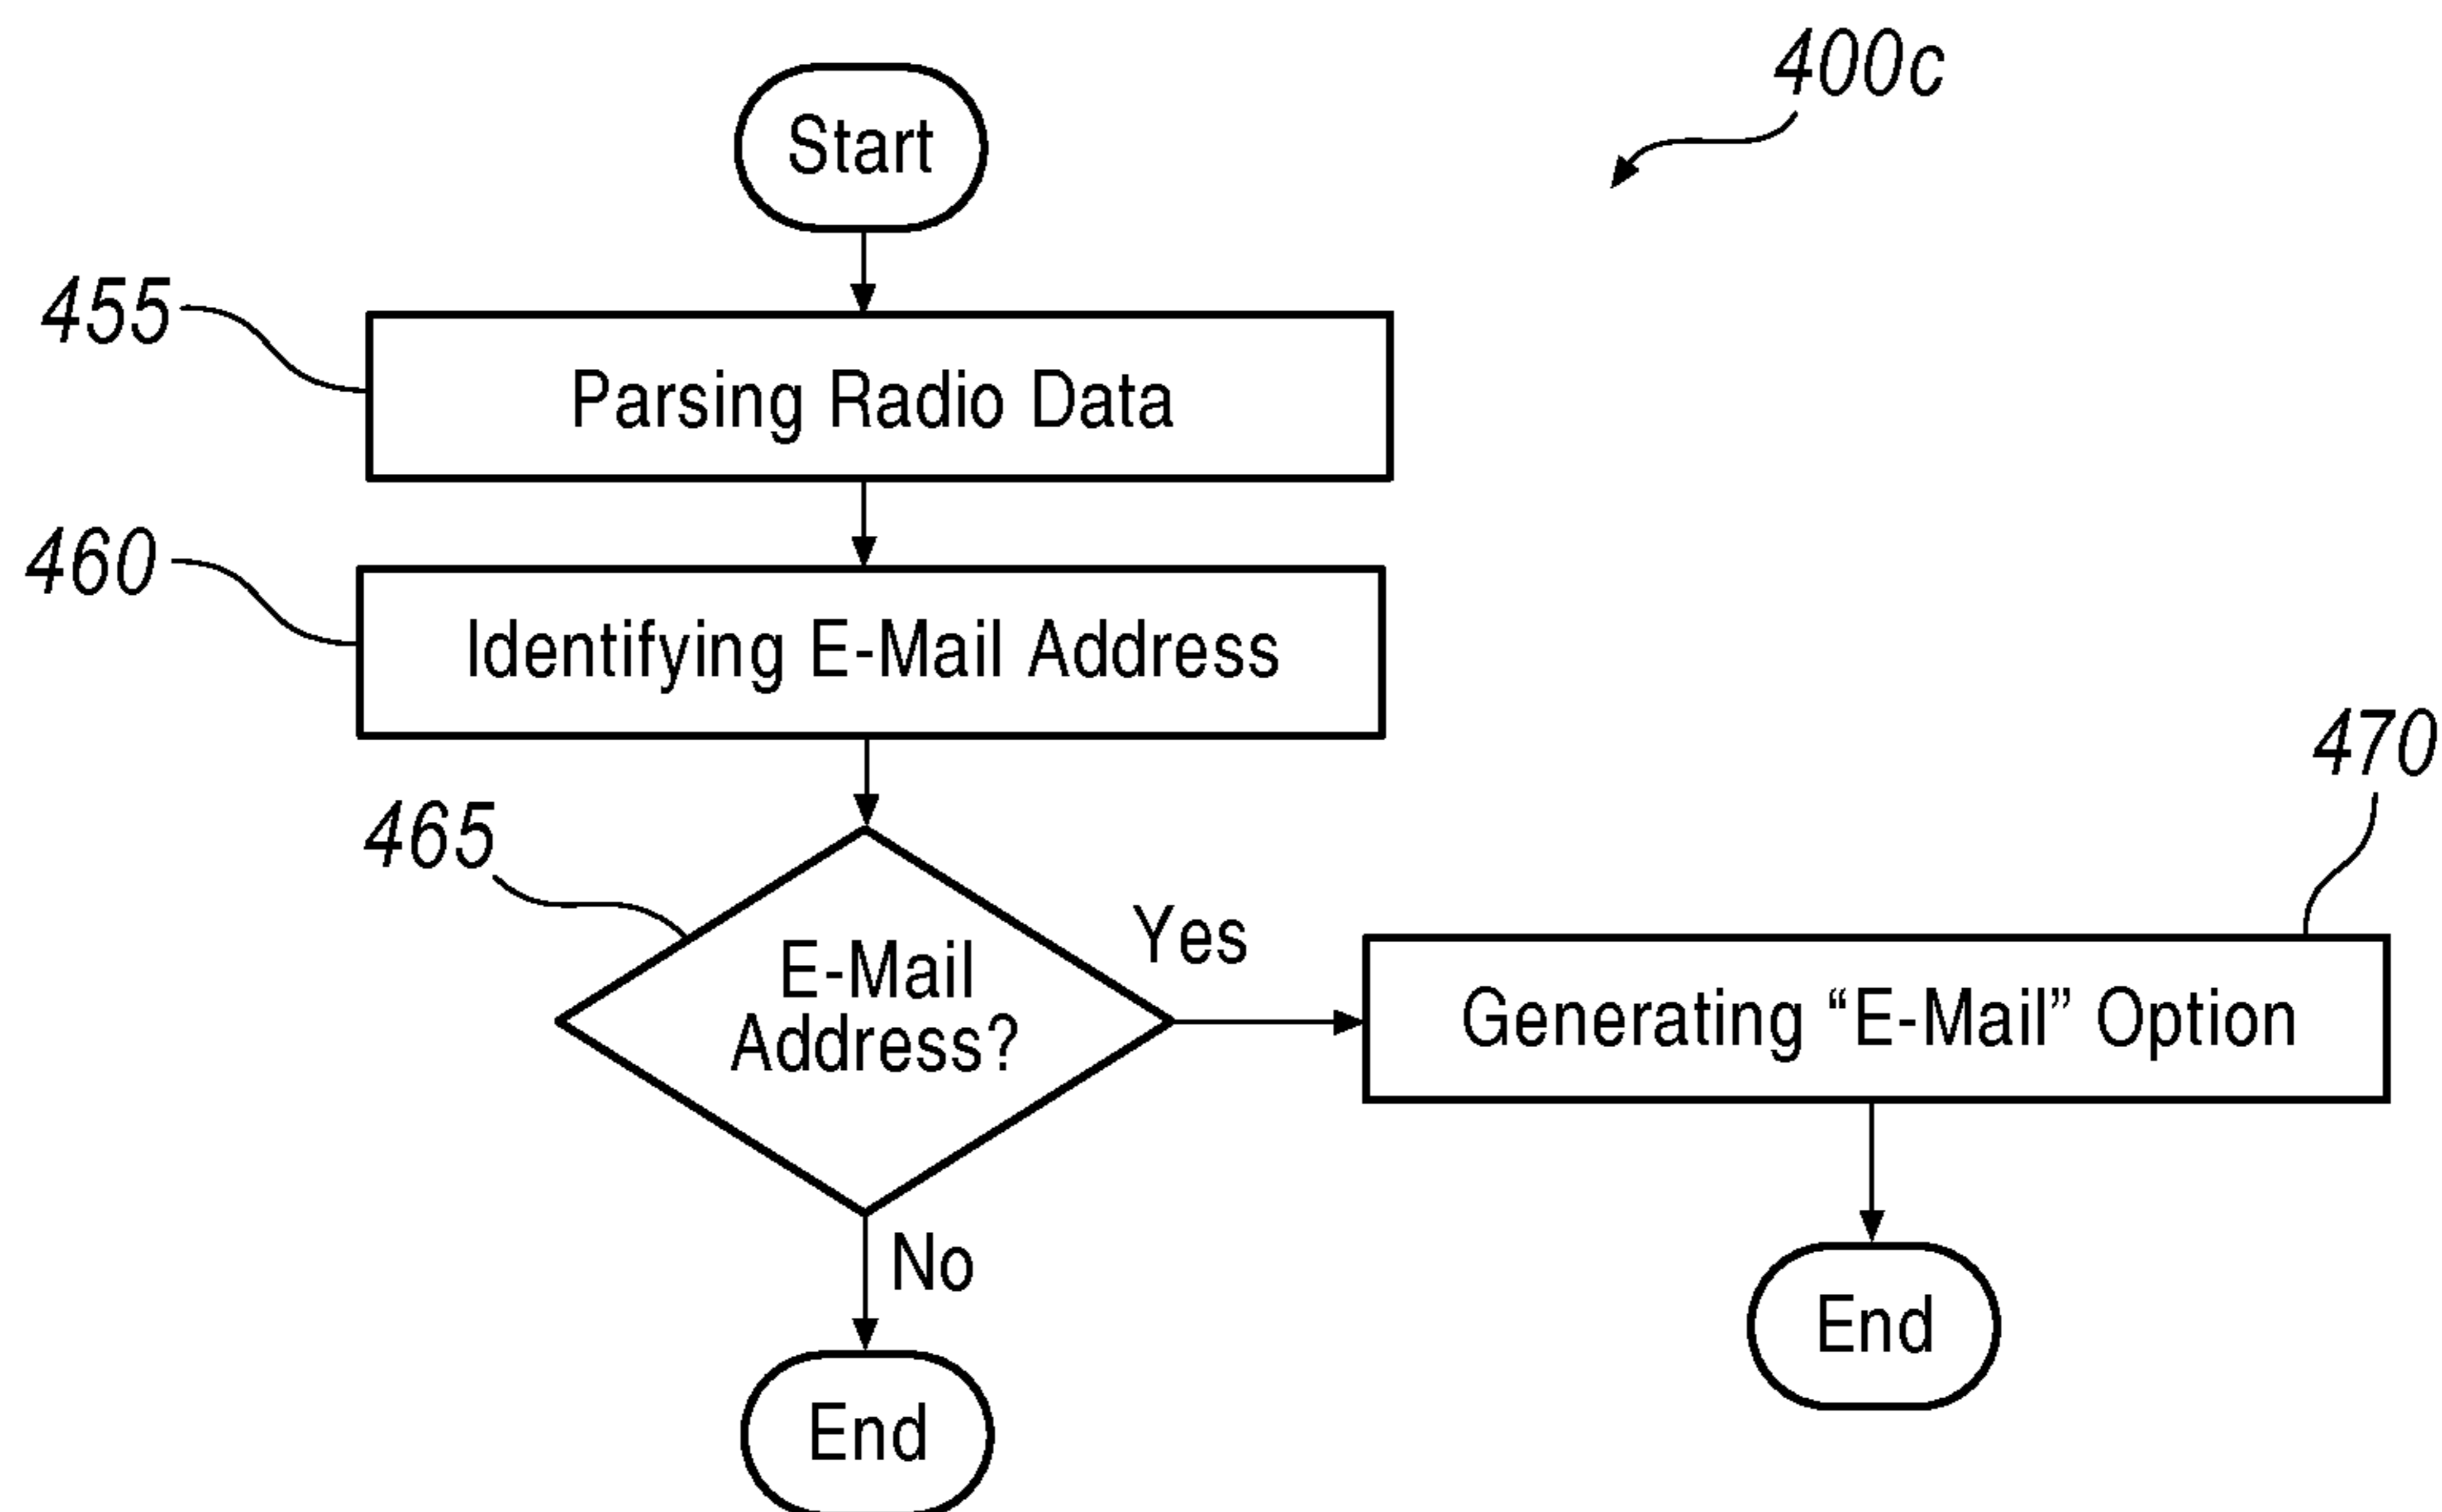 400c
Start
455
Parsing Radio Data
460
Identifying E-Mail Address
470
465
E-Mail
Address?
Yes
Generating “E-Mail” Option
No
End
End